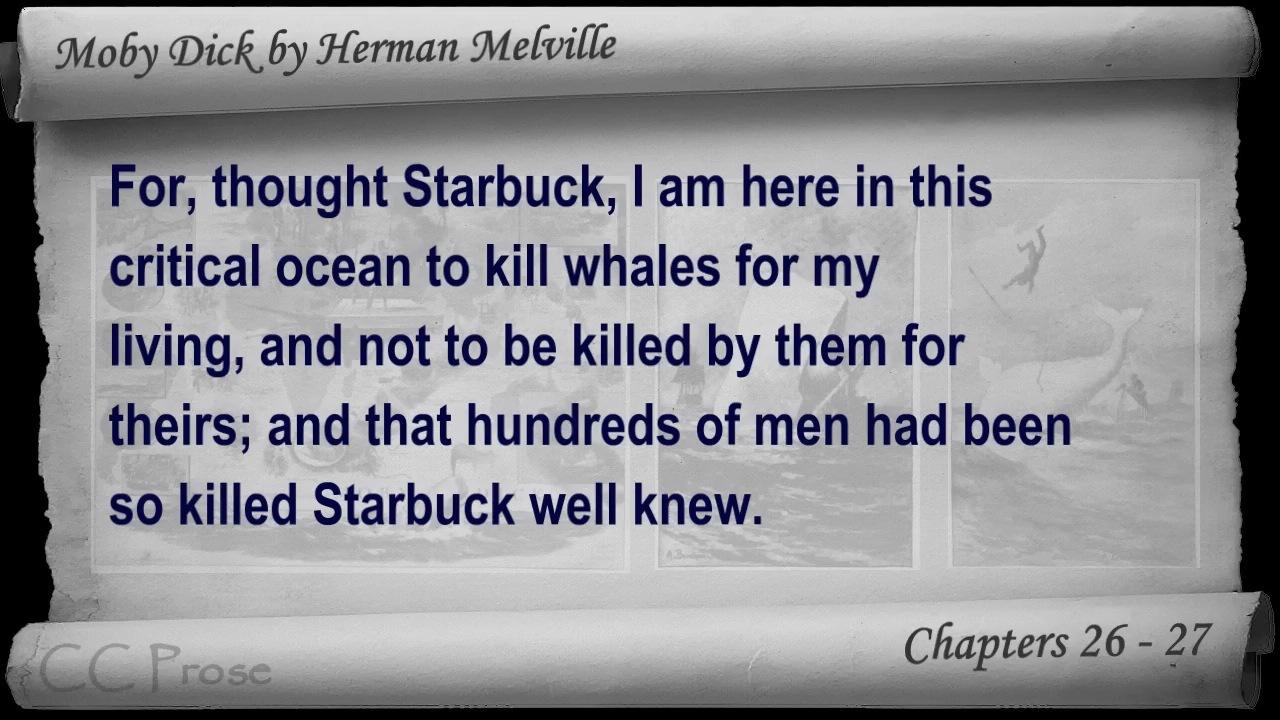 Moby Dick by Herman Melville
For, thought Starbuck, I am here in this
critical ocean to kill whales for my
living, and not to be killed by them for
theirs; and that hundreds of men had been
so killed Starbuck well knew.
Chapters 26 - 27
CC Prose